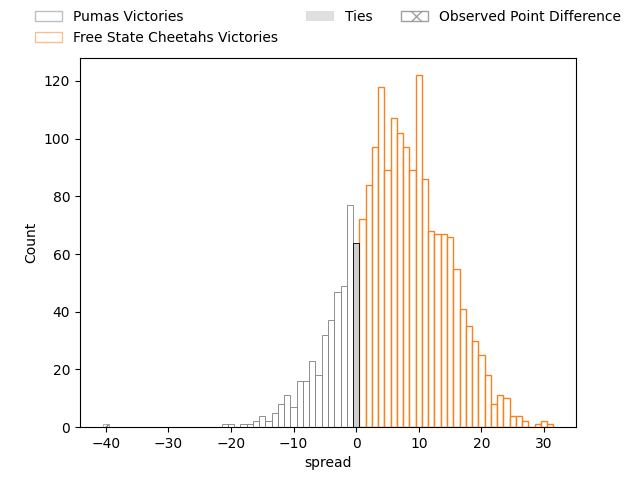 Pumas Victories
Free State Cheetahs Victories
Ties
Observed Point Difference
120
100
80
60
40
20
0
Count
−40 −30 −20 −10 0 10 20 30
spread